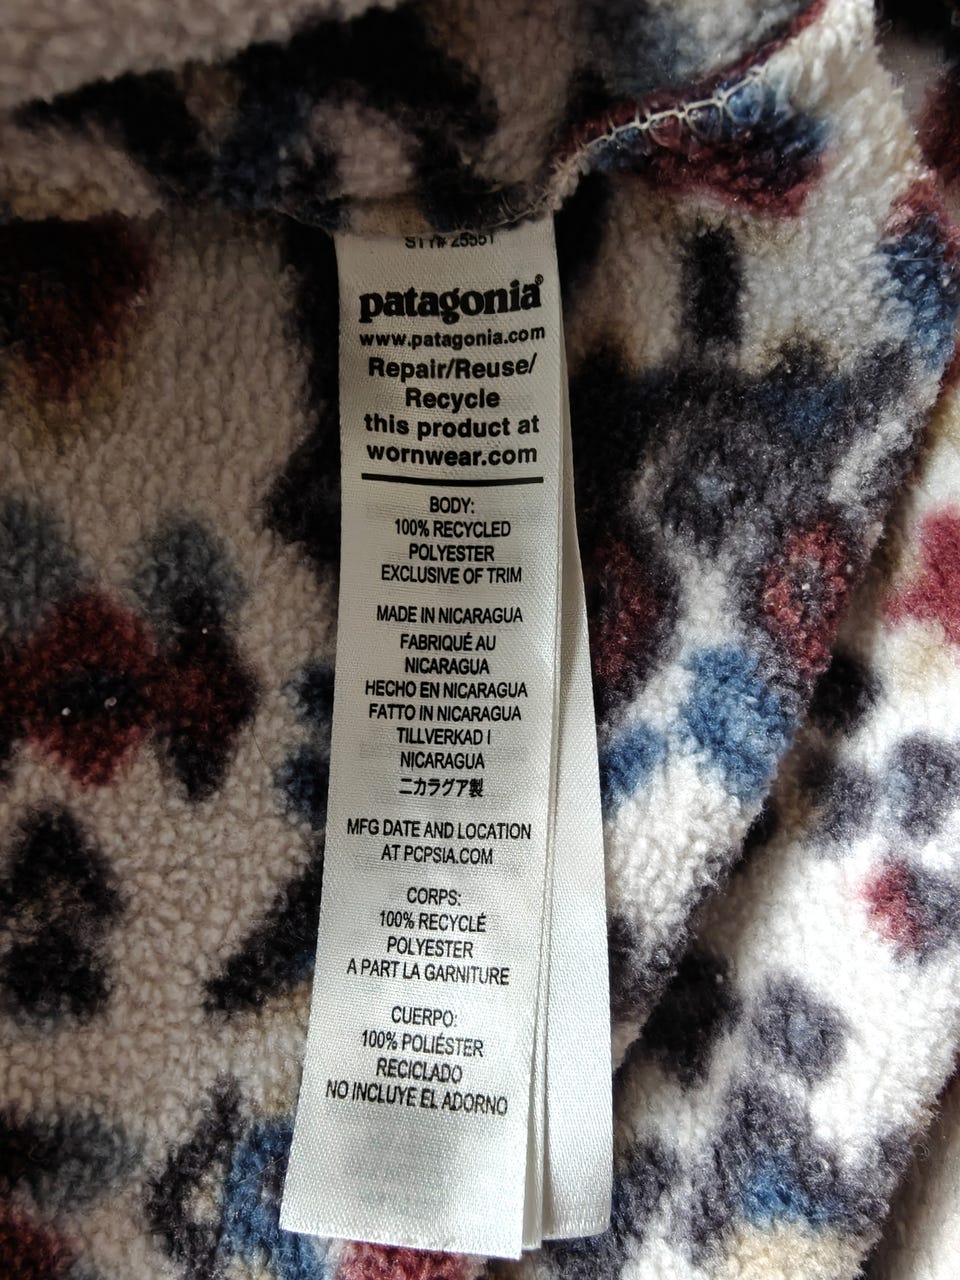 STY# 25551
patagonia®
www.patagonia.com
Repair/Reuse/
Recycle
this product at
wornwear.com
BODY:
100% RECYCLED
POLYESTER
EXCLUSIVE OF TRIM
MADE IN NICARAGUA
FABRIQUÉ AU
NICARAGUA
HECHO EN NICARAGUA
FATTO IN NICARAGUA
TILLVERKAD I
NICARAGUA
ニカラグア製
MFG DATE AND LOCATION
AT PCPSIA.COM
CORPS:
100% RECYCLÉ
POLYESTER
A PART LA GARNITURE
CUERPO:
100% POLIÉSTER
RECICLADO
NO INCLUYE EL ADORNO